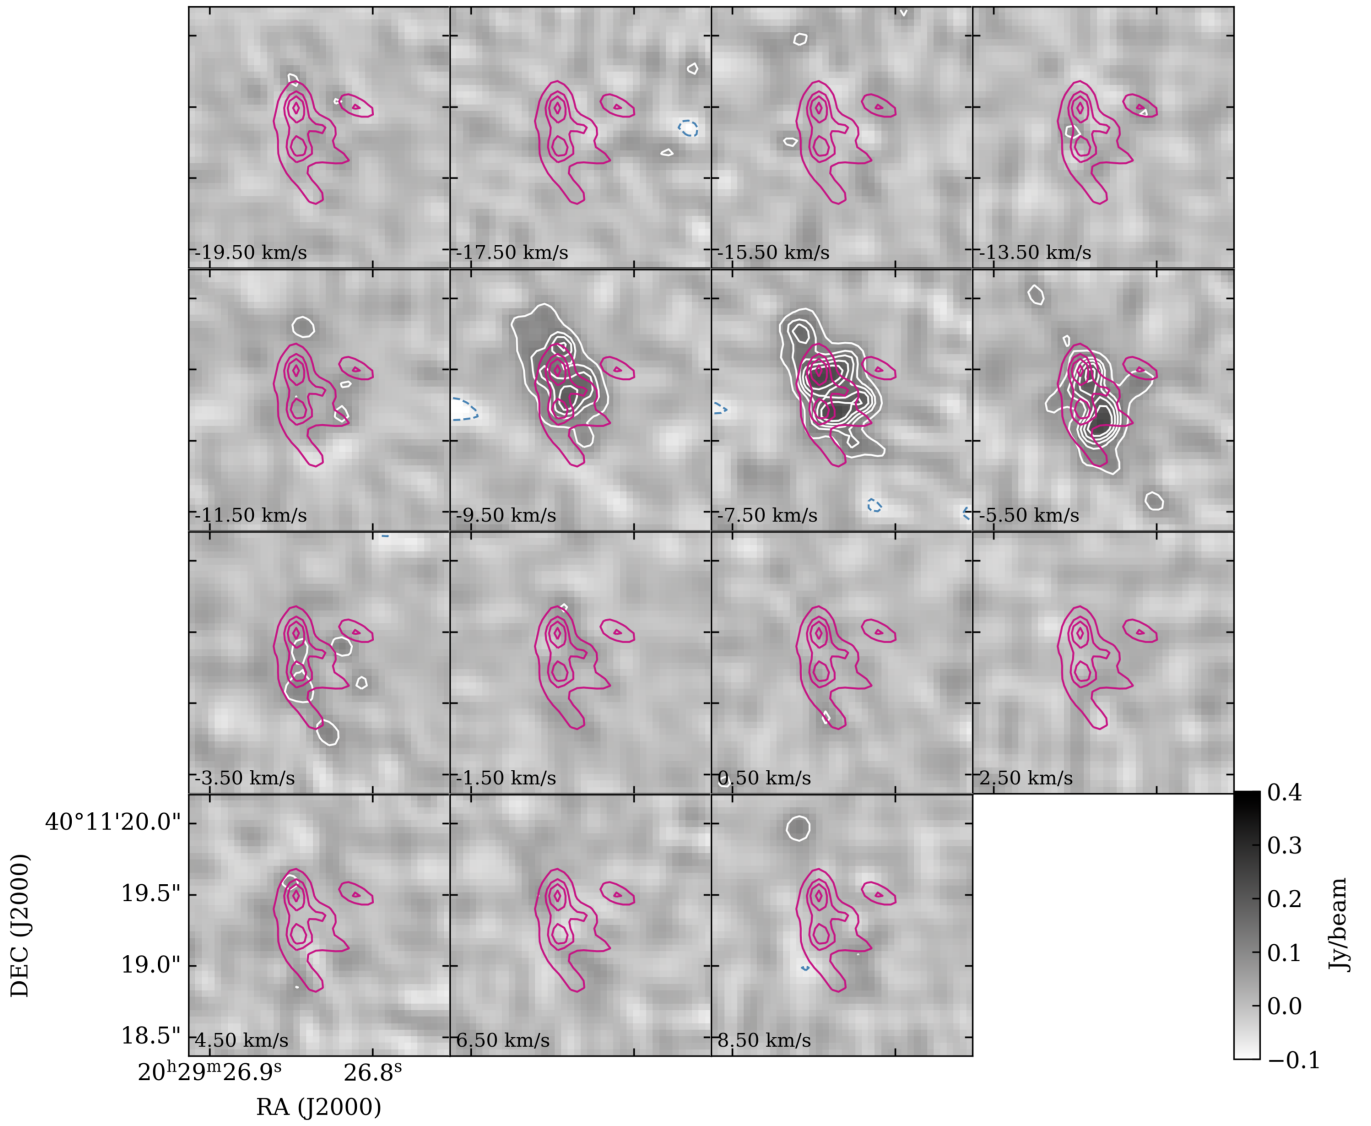 -19.50 km/s
-17.50 km/s
-15.50 km/s
-13.50 km/s
-11.50 km/s
-9.50 km/s
-7.50 km/s
-5.50 km/s
-3.50 km/s
-1.50 km/s
0.50 km/s
2.50 km/s
4.50 km/s
6.50 km/s
8.50 km/s
40°11'20.0"
19.5"
19.0"
18.5"
DEC (J2000)
20ʰ29ᵐ26.9ˢ
26.8ˢ
RA (J2000)
0.4
0.3
0.2
0.1
0.0
−0.1
Jy/beam